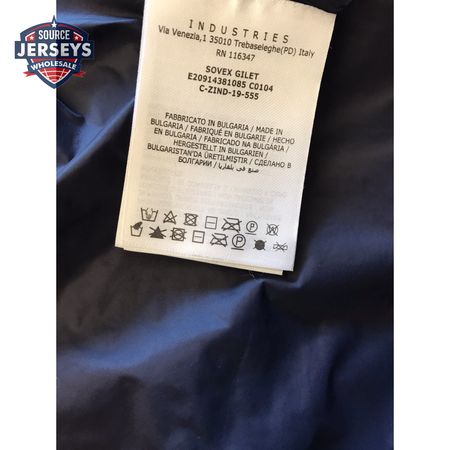 SOURCE
JERSEYS
WHOLESALE
INDUSTRIES
Via Venezia,1 35010 Trebaseleghe(PD) Italy
RN 116347
SOVEX GILET
E20914381085 C0104
C-ZIND-19-555
FABBRICATO IN BULGARIA / MADE IN
BULGARIA / FABRIQUÉ EN BULGARIE / HECHO
EN BULGARIA / FABRICADO NA BULGARIA /
HERGESTELLT IN BULGARIEN /
BULGARISTAN'DA ÜRETILMIŞTIR / СДЕЛАНО В
БОЛГАРИИ / صنع في بلغاريا